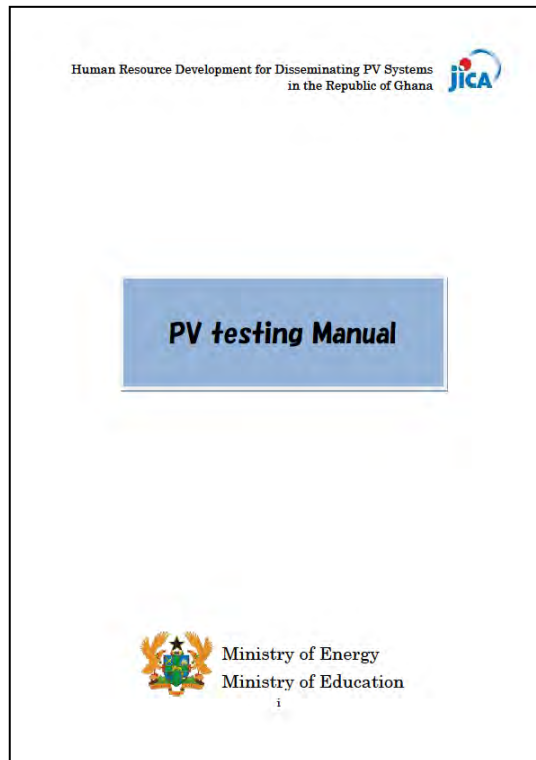 Human Resource Development for Disseminating PV Systems
in the Republic of Ghana
jICA
PV testing Manual
Ministry of Energy
Ministry of Education
i